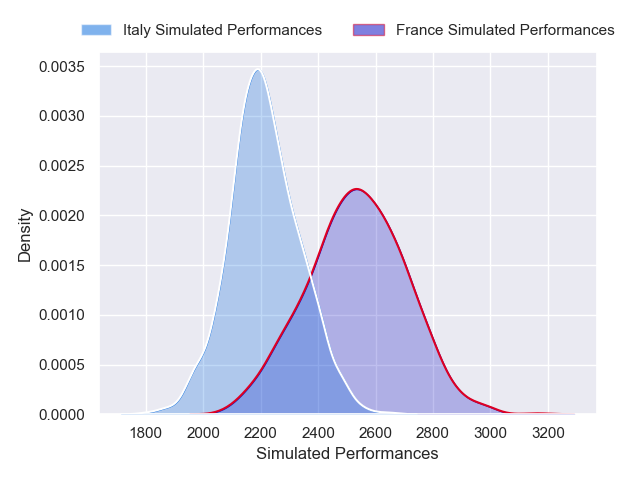 Italy Simulated Performances France Simulated Performances
0.0035
0.0030
0.0025
0.0020
0.0015
0.0010
0.0005
0.0000
Density
1800 2000 2200 2400 2600 2800 3000 3200
Simulated Performances